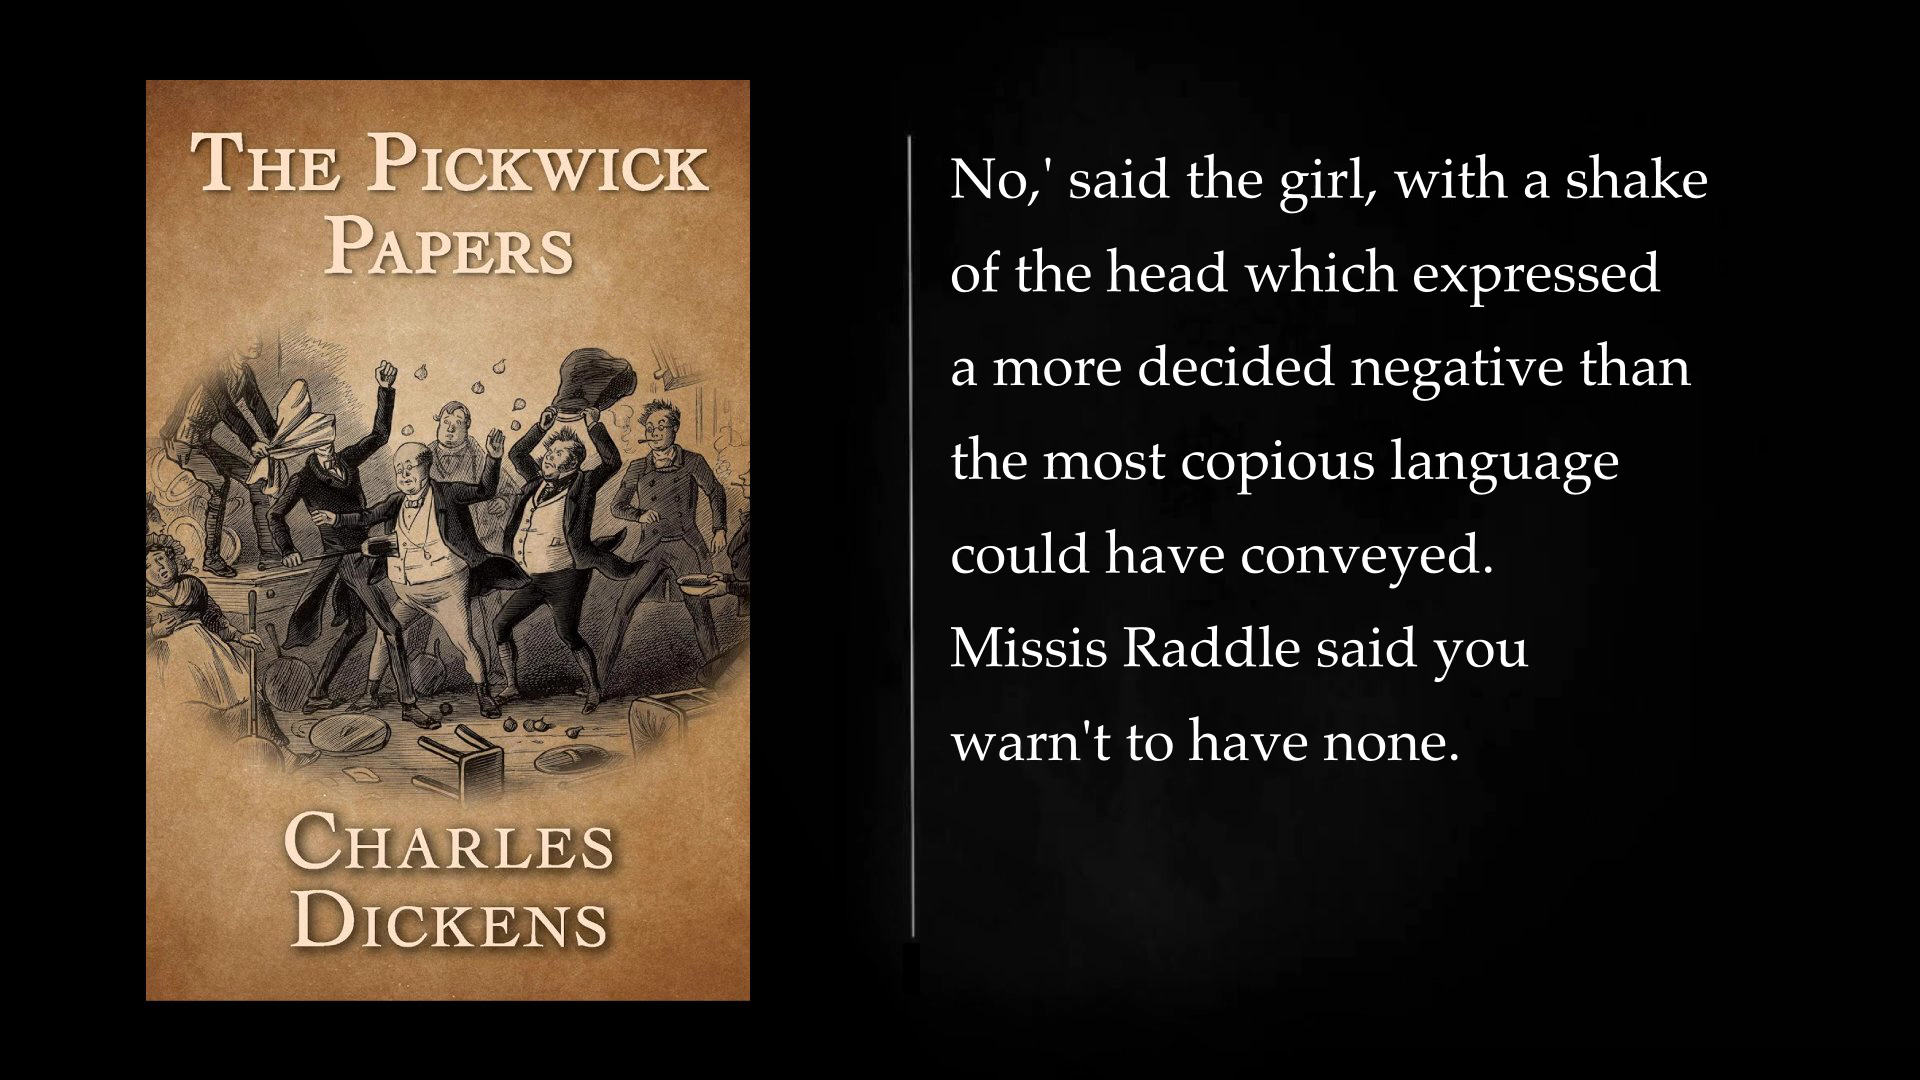 THE PICKWICK
PAPERS
CHARLES
DICKENS
No,' said the girl, with a shake
of the head which expressed
a more decided negative than
the most copious language
could have conveyed.
Missis Raddle said you
warn't to have none.